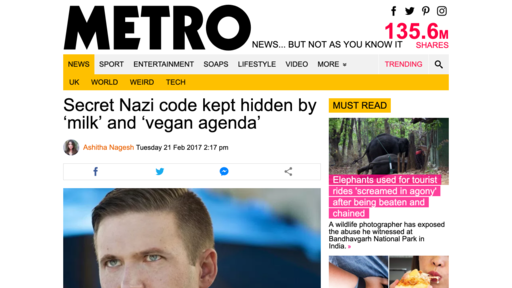 METRO
NEWS... BUT NOT AS YOU KNOW IT
135.6M
SHARES
NEWS SPORT ENTERTAINMENT SOAPS LIFESTYLE VIDEO MORE TRENDING
UK WORLD WEIRD TECH
Secret Nazi code kept hidden by
‘milk’ and ‘vegan agenda’
Ashitha Nagesh Tuesday 21 Feb 2017 2:17 pm
MUST READ
Elephants used for tourist
rides 'screamed in agony'
after being beaten and
chained
A wildlife photographer has exposed
the abuse he witnessed at
Bandhavgarh National Park in
India. »